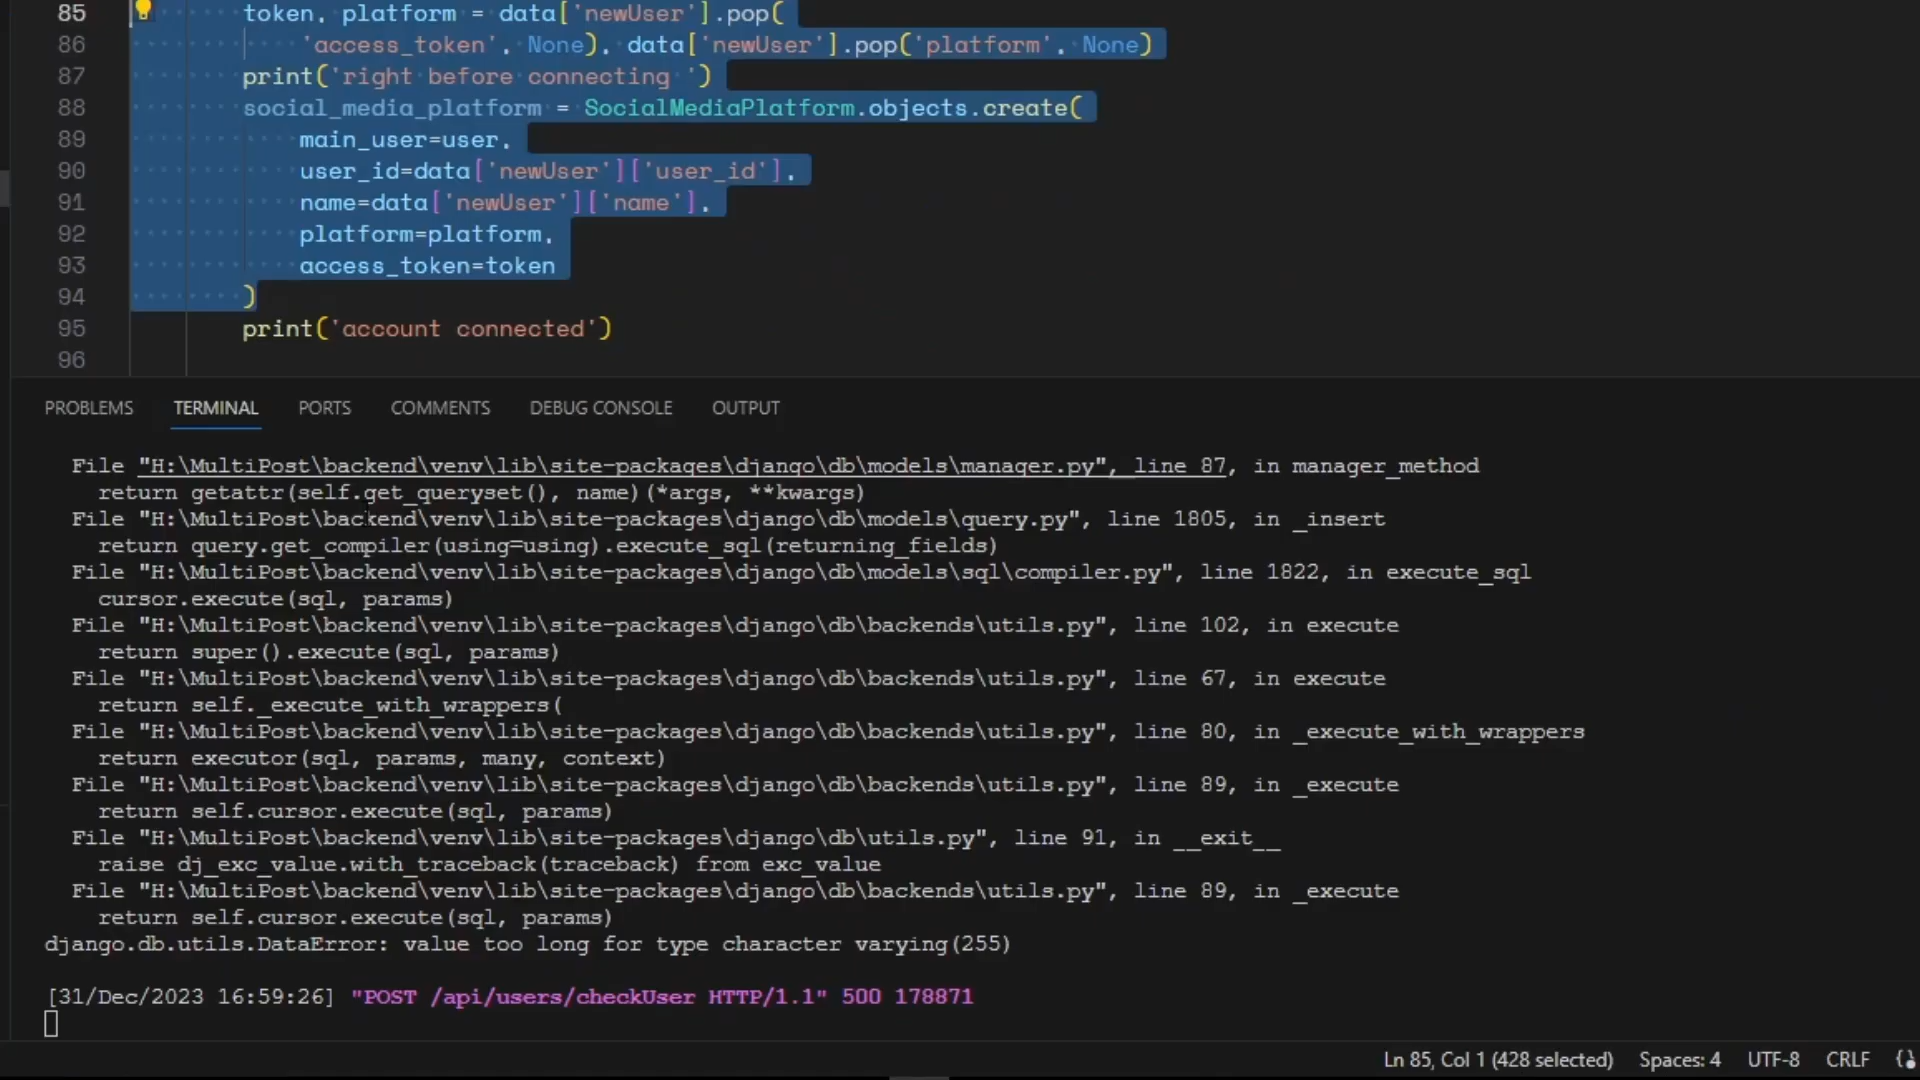 85 token, platform = data['newUser'].pop(
86 'access_token', None), data['newUser'].pop('platform', None)
87 print('right before connecting ')
88 social_media_platform = SocialMediaPlatform.objects.create(
89 main_user=user,
90 user_id=data['newUser']['user_id'],
91 name=data['newUser']['name'],
92 platform=platform,
93 access_token=token
94 )
95 print('account connected')
96
PROBLEMS TERMINAL PORTS COMMENTS DEBUG CONSOLE OUTPUT
File "H:\MultiPost\backend\venv\lib\site-packages\django\db\models\manager.py", line 87, in manager_method
return getattr(self.get_queryset(), name)(*args, **kwargs)
File "H:\MultiPost\backend\venv\lib\site-packages\django\db\models\query.py", line 1805, in _insert
return query.get_compiler(using=using).execute_sql(returning_fields)
File "H:\MultiPost\backend\venv\lib\site-packages\django\db\models\sql\compiler.py", line 1822, in execute_sql
cursor.execute(sql, params)
File "H:\MultiPost\backend\venv\lib\site-packages\django\db\backends\utils.py", line 102, in execute
return super().execute(sql, params)
File "H:\MultiPost\backend\venv\lib\site-packages\django\db\backends\utils.py", line 67, in execute
return self._execute_with_wrappers(
File "H:\MultiPost\backend\venv\lib\site-packages\django\db\backends\utils.py", line 80, in _execute_with_wrappers
return executor(sql, params, many, context)
File "H:\MultiPost\backend\venv\lib\site-packages\django\db\backends\utils.py", line 89, in _execute
return self.cursor.execute(sql, params)
File "H:\MultiPost\backend\venv\lib\site-packages\django\db\utils.py", line 91, in __exit__
raise dj_exc_value.with_traceback(traceback) from exc_value
File "H:\MultiPost\backend\venv\lib\site-packages\django\db\backends\utils.py", line 89, in _execute
return self.cursor.execute(sql, params)
django.db.utils.DataError: value too long for type character varying(255)
[31/Dec/2023 16:59:26] "POST /api/users/checkUser HTTP/1.1" 500 178871
Ln 85, Col 1 (428 selected) Spaces: 4 UTF-8 CRLF